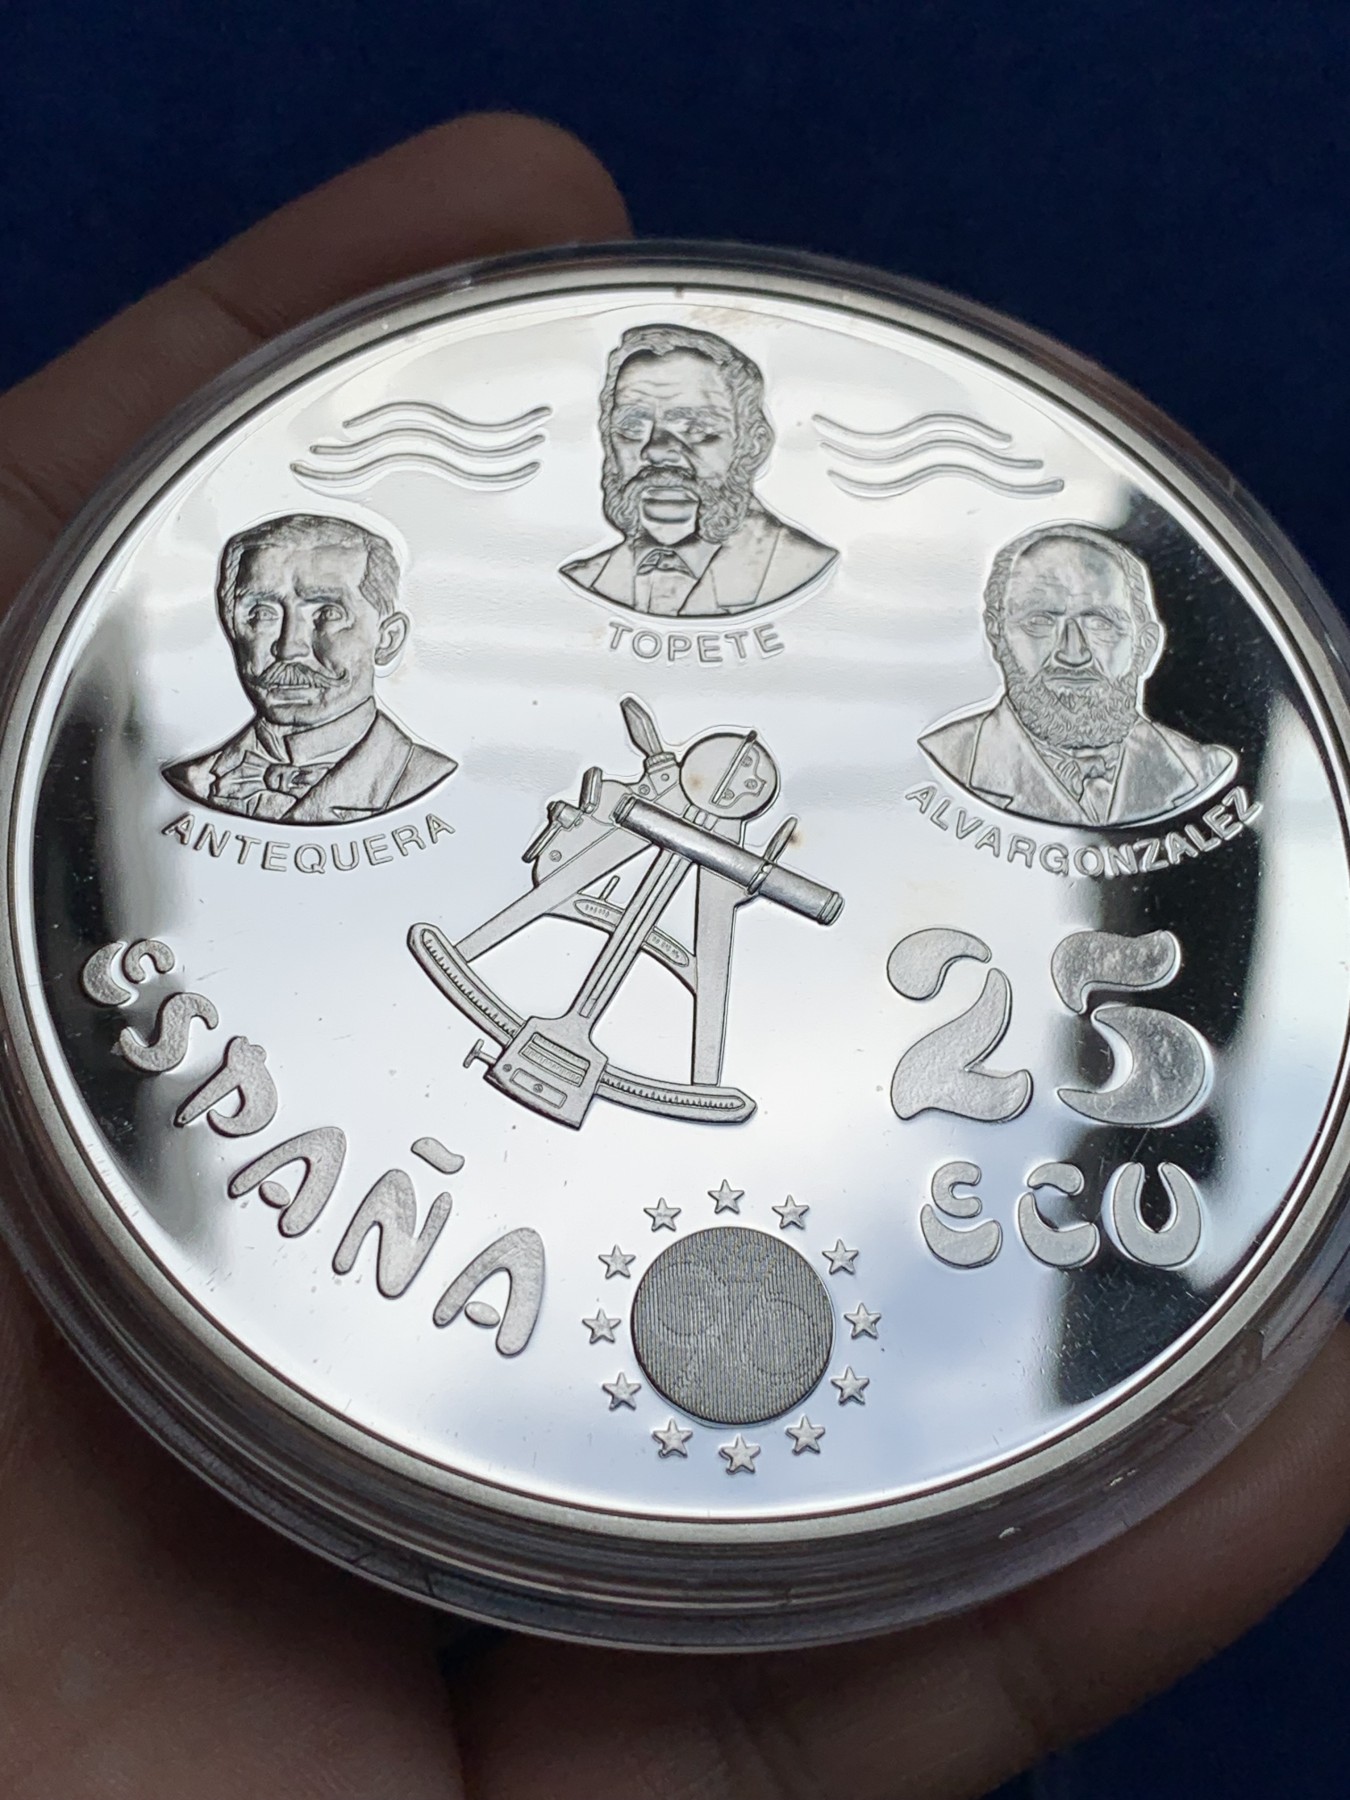 TOPETE
ANTEQUERA
ALVARGONZALEZ
ESPAÑA
25
ECU